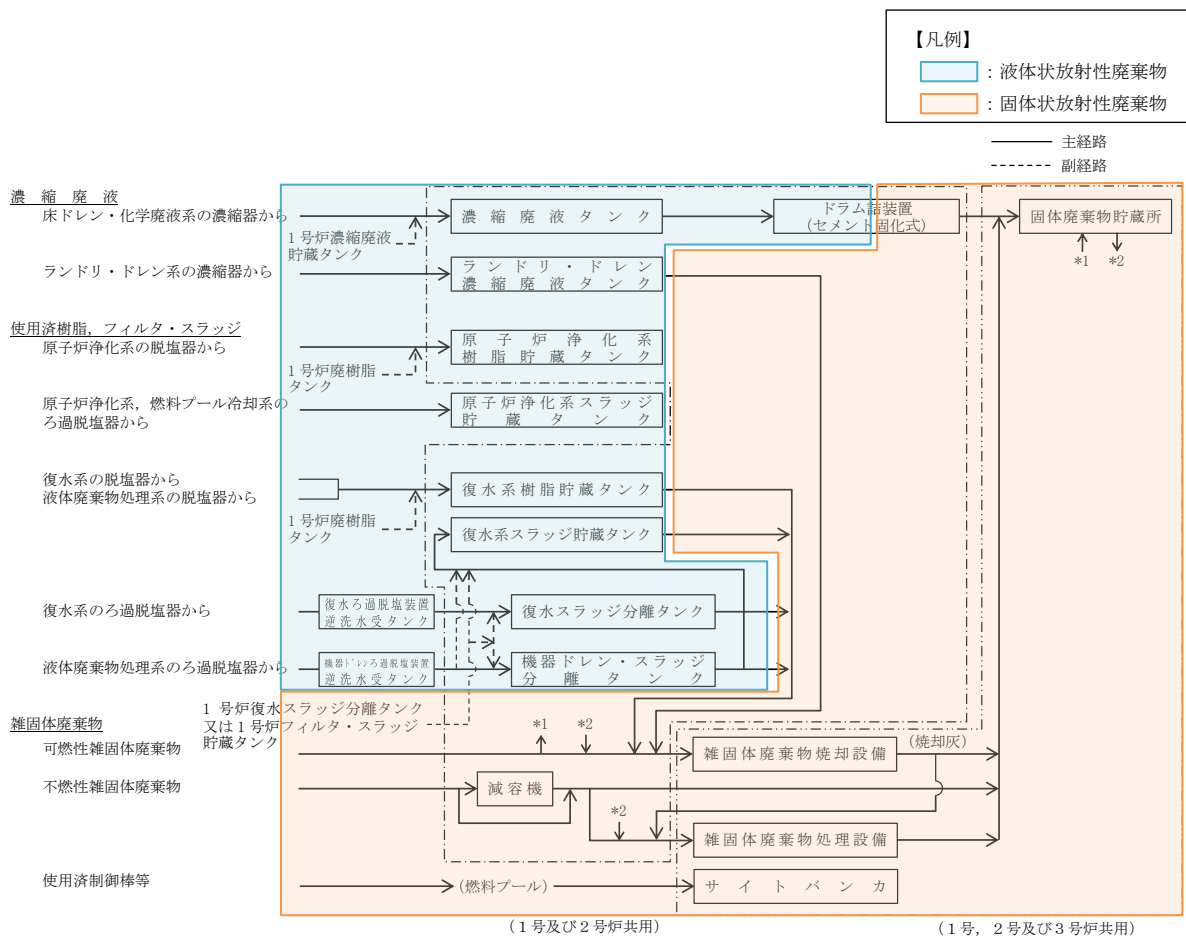 【凡例】
：液体状放射性廃棄物
：固体状放射性廃棄物
主経路
副経路
濃縮廃液
床ドレン・化学廃液系の濃縮器から
1号炉濃縮廃液
貯蔵タンク
濃縮廃液タンク
ドラム詰装置
(セメント固化式)
固体廃棄物貯蔵所
*1
*2
ランドリ・ドレン系の濃縮器から
ランドリ・ドレン
濃縮廃液タンク
使用済樹脂，フィルタ・スラッジ
原子炉浄化系の脱塩器から
1号炉廃樹脂
タンク
原子炉浄化系
樹脂貯蔵タンク
原子炉浄化系，燃料プール冷却系の
ろ過脱塩器から
原子炉浄化系スラッジ
貯蔵タンク
復水系の脱塩器から
液体廃棄物処理系の脱塩器から
1号炉廃樹脂
タンク
復水系樹脂貯蔵タンク
復水系スラッジ貯蔵タンク
復水系のろ過脱塩器から
復水ろ過脱塩装置
逆洗水受タンク
復水スラッジ分離タンク
液体廃棄物処理系のろ過脱塩器から
機器ドレンろ過脱塩装置
逆洗水受タンク
機器ドレン・スラッジ
分離タンク
1号炉復水スラッジ分離タンク
又は1号炉フィルタ・スラッジ
貯蔵タンク
雑固体廃棄物
可燃性雑固体廃棄物
*1
*2
雑固体廃棄物焼却設備
(焼却灰)
不燃性雑固体廃棄物
減容機
*2
雑固体廃棄物処理設備
使用済制御棒等
(燃料プール)
サイトバンカ
(1号及び2号炉共用)
(1号，2号及び3号炉共用)